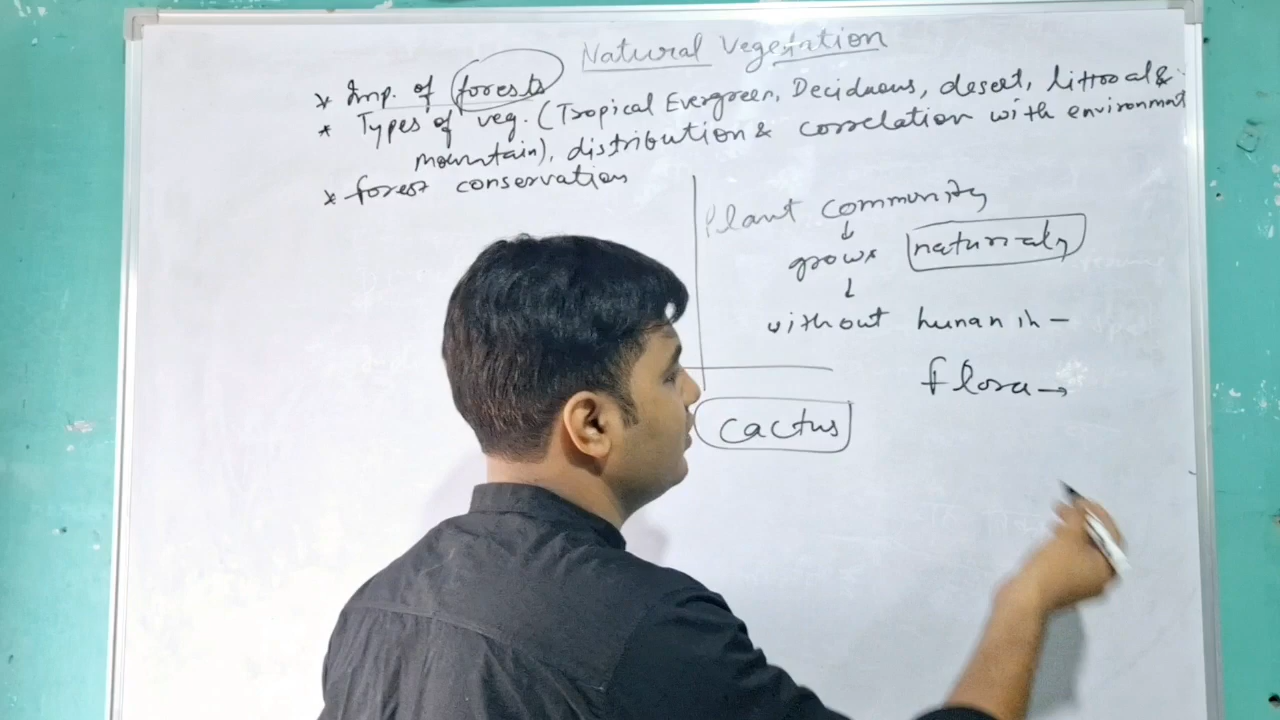 Natural Vegetation
* Imp. of forests
* Types of veg. (Tropical Evergreen, Deciduous, desert, littoral &
mountain), distribution & correlation with environment
* forest conservation
Plant community
↓
grows naturally
↓
without human in -
flora →
cactus